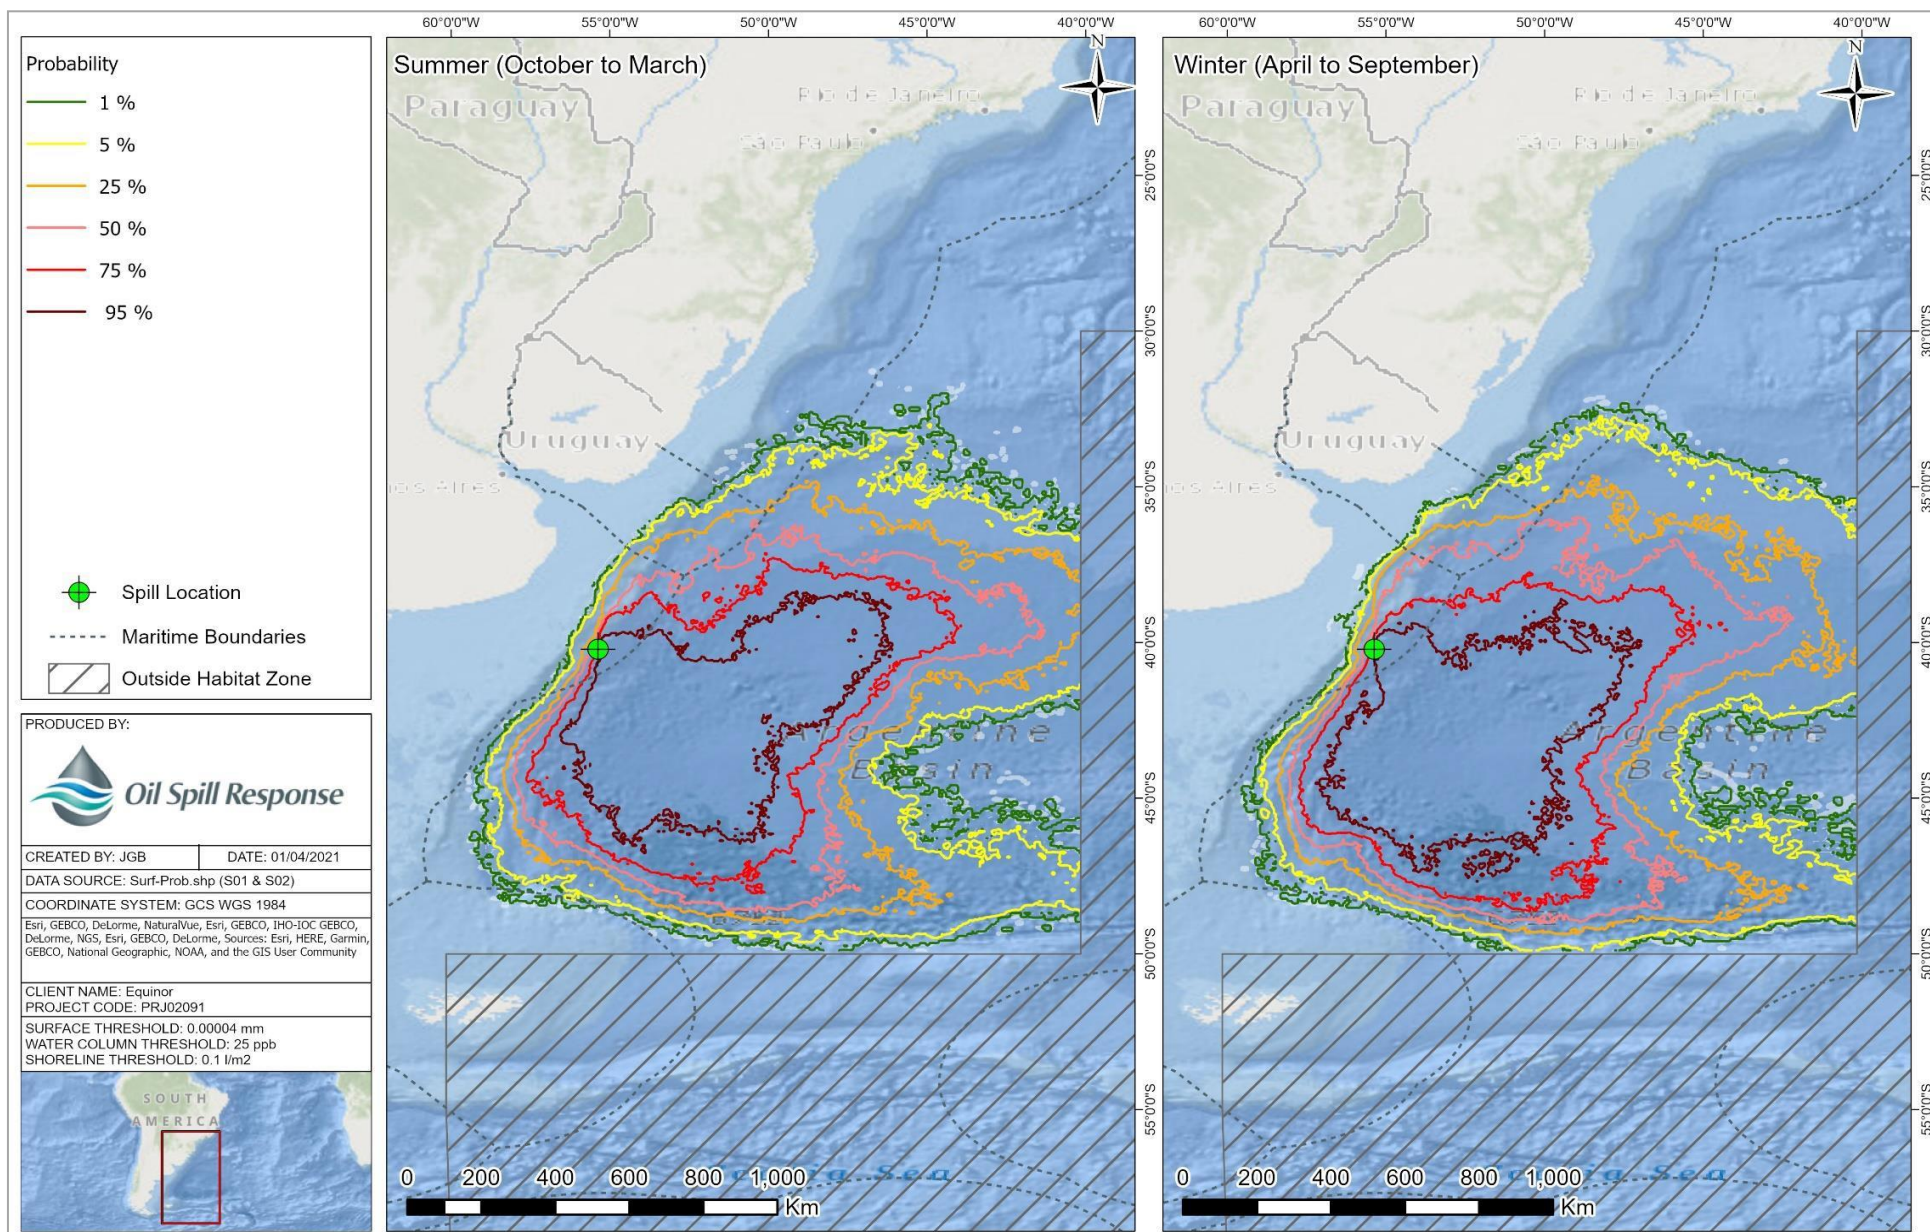 Probability
1 %
5 %
25 %
50 %
75 %
95 %
Spill Location
Maritime Boundaries
Outside Habitat Zone
PRODUCED BY:
Oil Spill Response
CREATED BY: JGB
DATE: 01/04/2021
DATA SOURCE: Surf-Prob.shp (S01 & S02)
COORDINATE SYSTEM: GCS WGS 1984
Esri, GEBCO, DeLorme, NaturalVue, Esri, GEBCO, IHO-IOC GEBCO,
DeLorme, NGS, Esri, GEBCO, DeLorme, Sources: Esri, HERE, Garmin,
GEBCO, National Geographic, NOAA, and the GIS User Community
CLIENT NAME: Equinor
PROJECT CODE: PRJ02091
SURFACE THRESHOLD: 0.00004 mm
WATER COLUMN THRESHOLD: 25 ppb
SHORELINE THRESHOLD: 0.1 l/m2
SOUTH
AMERICA
60°0'0"W 55°0'0"W 50°0'0"W 45°0'0"W 40°0'0"W
Summer (October to March)
N
Paraguay
Rio de Janeiro
São Paulo
Uruguay
nos Aires
Argentine
Basin
25°0'0"S
30°0'0"S
35°0'0"S
40°0'0"S
45°0'0"S
50°0'0"S
55°0'0"S
Sea
0 200 400 600 800 1,000
Km
60°0'0"W 55°0'0"W 50°0'0"W 45°0'0"W 40°0'0"W
Winter (April to September)
N
Paraguay
Rio de Janeiro
São Paulo
Uruguay
nos Aires
Argentine
Basin
25°0'0"S
30°0'0"S
35°0'0"S
40°0'0"S
45°0'0"S
50°0'0"S
55°0'0"S
Sea
0 200 400 600 800 1,000
Km